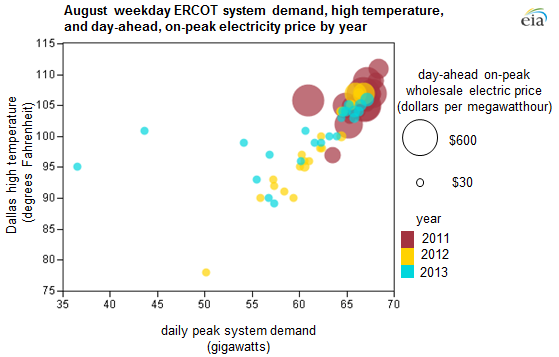 August weekday ERCOT system demand, high temperature,
and day-ahead, on-peak electricity price by year
eia
115
110
105
100
95
90
85
80
75
Dallas high temperature
(degrees Fahrenheit)
35 40 45 50 55 60 65 70
daily peak system demand
(gigawatts)
day-ahead on-peak
wholesale electric price
(dollars per megawatthour)
$600
$30
year
2011
2012
2013